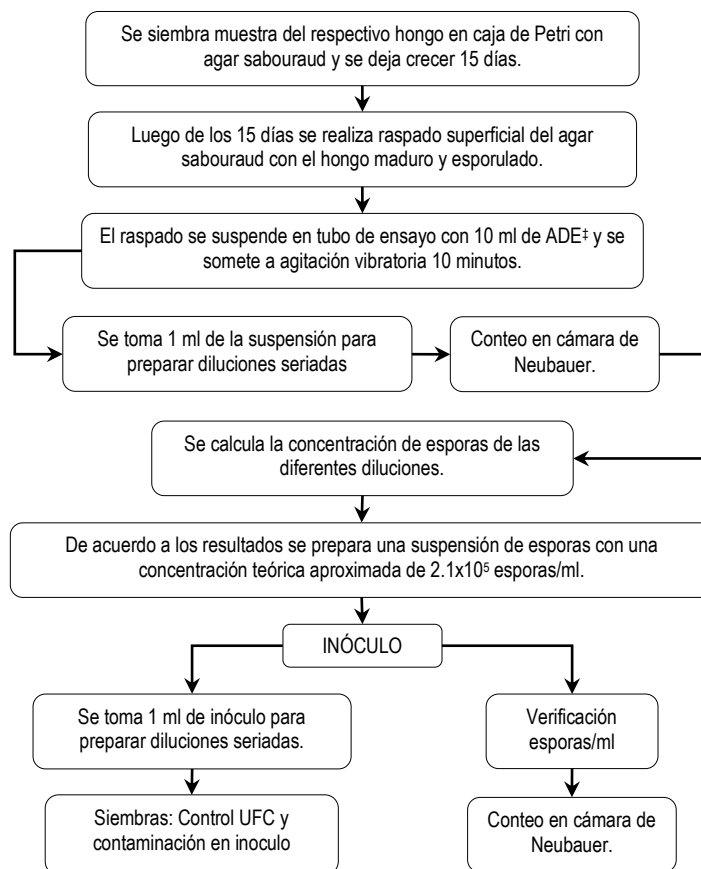 Se siembra muestra del respectivo hongo en caja de Petri con
agar sabouraud y se deja crecer 15 días.
Luego de los 15 días se realiza raspado superficial del agar
sabouraud con el hongo maduro y esporulado.
El raspado se suspende en tubo de ensayo con 10 ml de ADE‡ y se
somete a agitación vibratoria 10 minutos.
Se toma 1 ml de la suspensión para
preparar diluciones seriadas
Conteo en cámara de
Neubauer.
Se calcula la concentración de esporas de las
diferentes diluciones.
De acuerdo a los resultados se prepara una suspensión de esporas con una
concentración teórica aproximada de 2.1x10⁵ esporas/ml.
INÓCULO
Se toma 1 ml de inóculo para
preparar diluciones seriadas.
Verificación
esporas/ml
Siembras: Control UFC y
contaminación en inoculo
Conteo en cámara de
Neubauer.